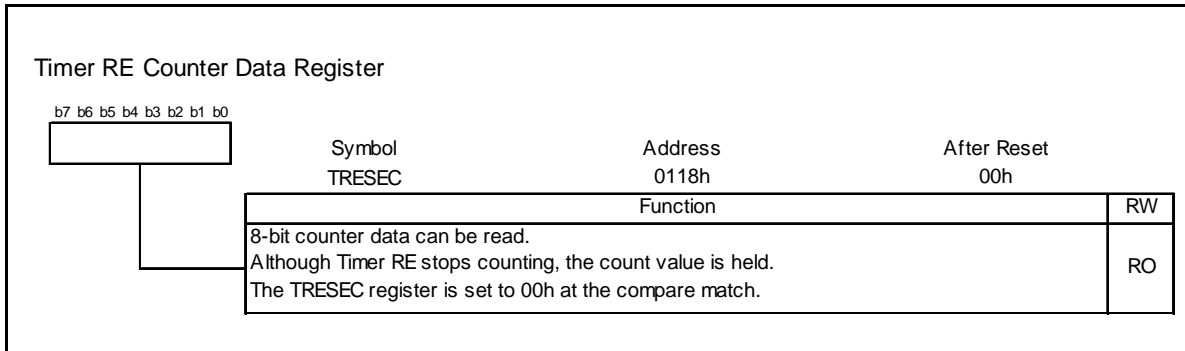 Timer RE Counter Data Register
b7 b6 b5 b4 b3 b2 b1 b0
Symbol Address After Reset
TRESEC 0118h 00h
Function RW
8-bit counter data can be read.
Although Timer RE stops counting, the count value is held.
The TRESEC register is set to 00h at the compare match.
RO